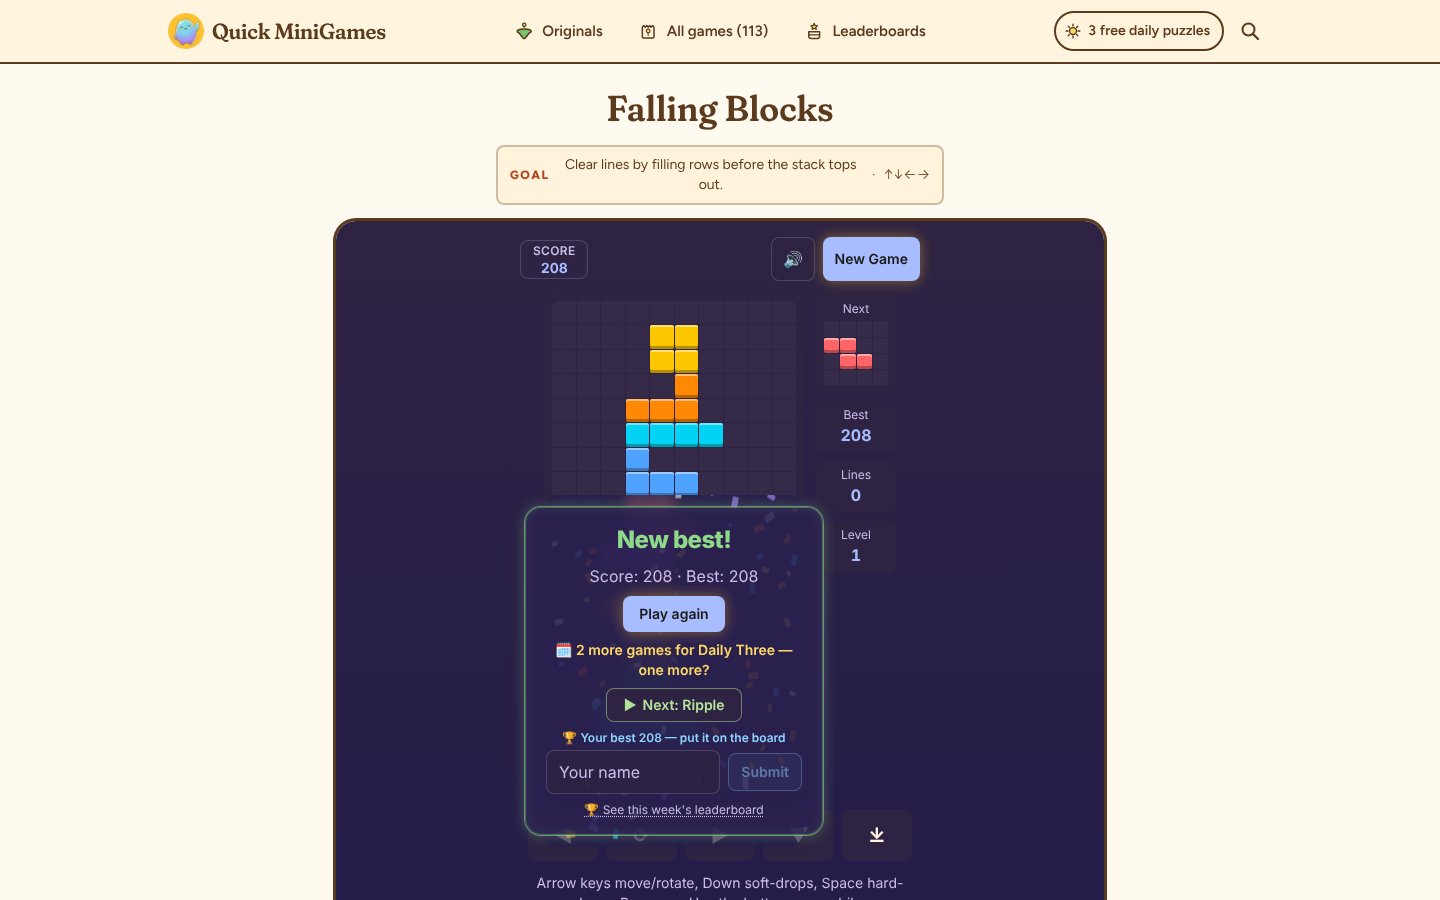 Quick MiniGames
Originals
All games (113)
Leaderboards
3 free daily puzzles
Falling Blocks
GOAL
Clear lines by filling rows before the stack tops
out.
· ↑↓←→
SCORE
208
New Game
Next
Best
208
Lines
0
Level
1
New best!
Score: 208 · Best: 208
Play again
2 more games for Daily Three —
one more?
▶ Next: Ripple
Your best 208 — put it on the board
Your name
Submit
See this week's leaderboard
Arrow keys move/rotate, Down soft-drops, Space hard-